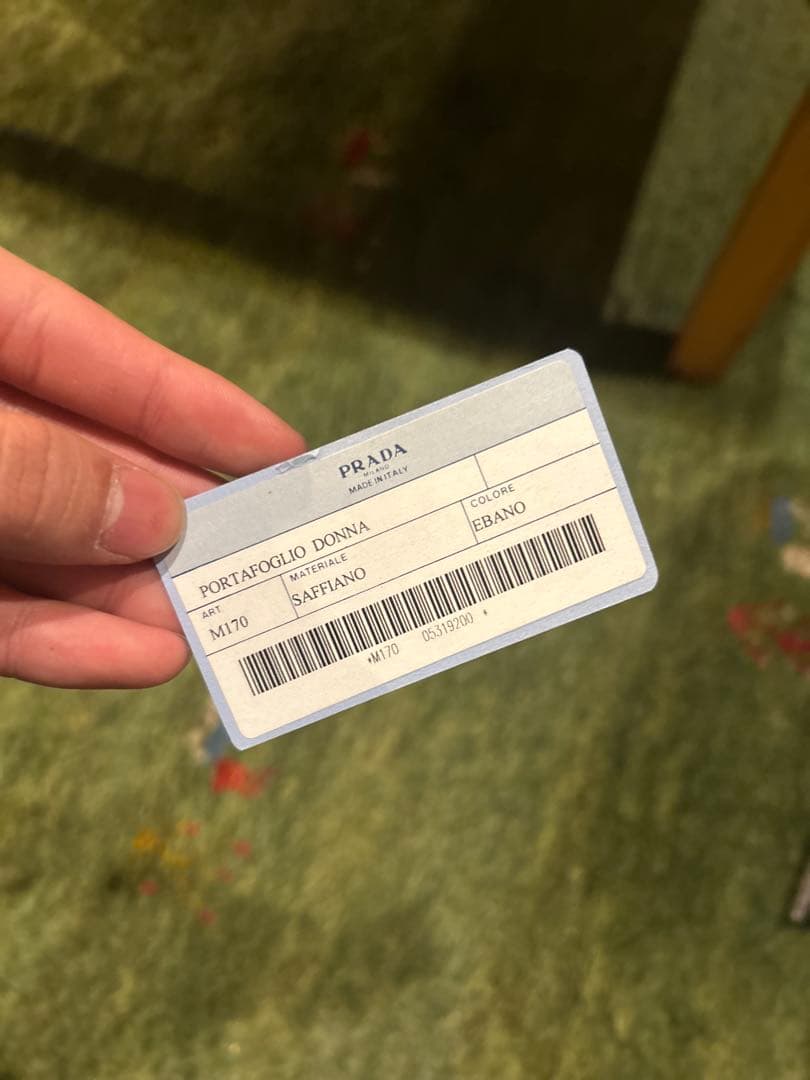 PRADA
MILANO
MADE IN ITALY
PORTAFOGLIO DONNA
ART.
M170
MATERIALE
SAFFIANO
COLORE
EBANO
*M170 05319200 *